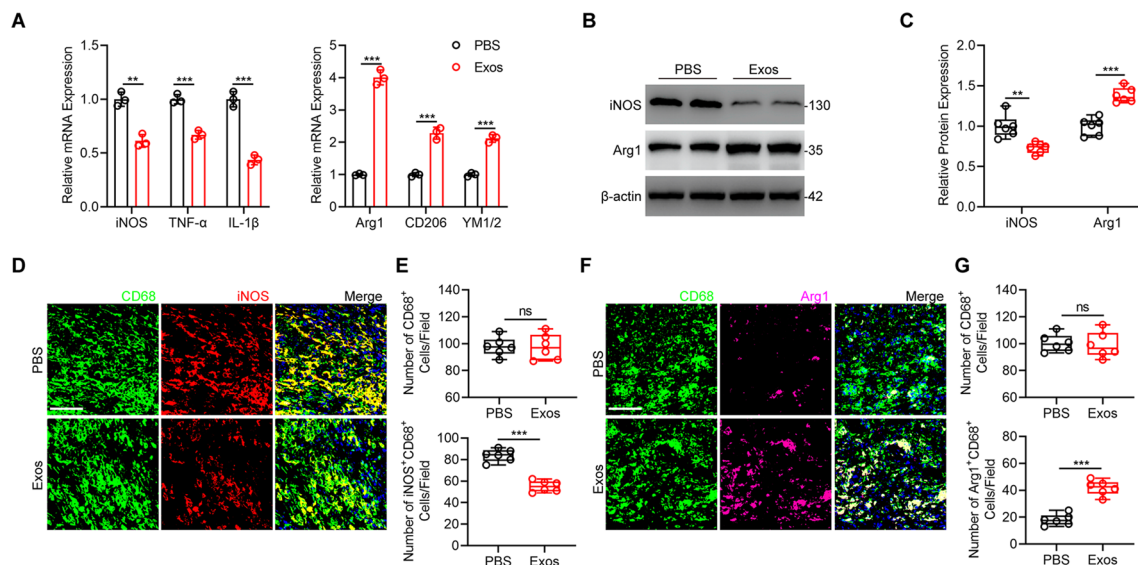 A
Relative mRNA Expression
1.5
1.0
0.5
0.0
** *** ***
iNOS TNF-α IL-1β
Relative mRNA Expression
5
4
3
2
1
0
*** *** ***
Arg1 CD206 YM1/2
PBS
Exos
B
PBS Exos
iNOS -130
Arg1 -35
β-actin -42
C
Relative Protein Expression
2.0
1.5
1.0
0.5
0.0
** ***
iNOS Arg1
D
CD68 iNOS Merge
PBS
Exos
E
Number of CD68+
Cells/Field
140
120
100
80
60
ns
PBS Exos
Number of iNOS+CD68+
Cells/Field
100
80
60
40
20
0
***
PBS Exos
F
CD68 Arg1 Merge
PBS
Exos
G
Number of CD68+
Cells/Field
140
120
100
80
60
ns
PBS Exos
Number of Arg1+CD68+
Cells/Field
80
60
40
20
0
***
PBS Exos